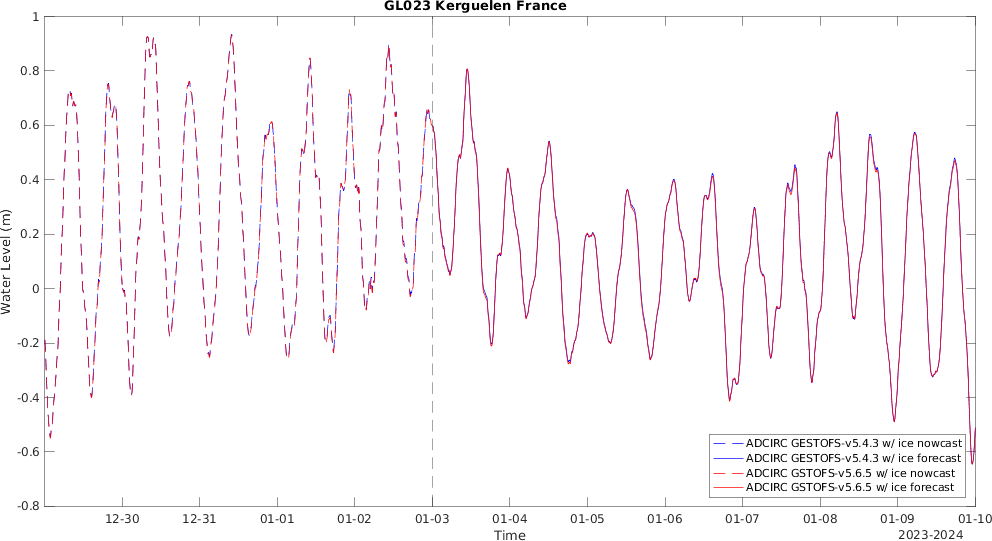 GL023 Kerguelen France
1
0.8
0.6
0.4
0.2
0
-0.2
-0.4
-0.6
-0.8
Water Level (m)
12-30 12-31 01-01 01-02 01-03 01-04 01-05 01-06 01-07 01-08 01-09 01-10
Time
2023-2024
ADCIRC GESTOFS-v5.4.3 w/ ice nowcast
ADCIRC GESTOFS-v5.4.3 w/ ice forecast
ADCIRC GSTOFS-v5.6.5 w/ ice nowcast
ADCIRC GSTOFS-v5.6.5 w/ ice forecast